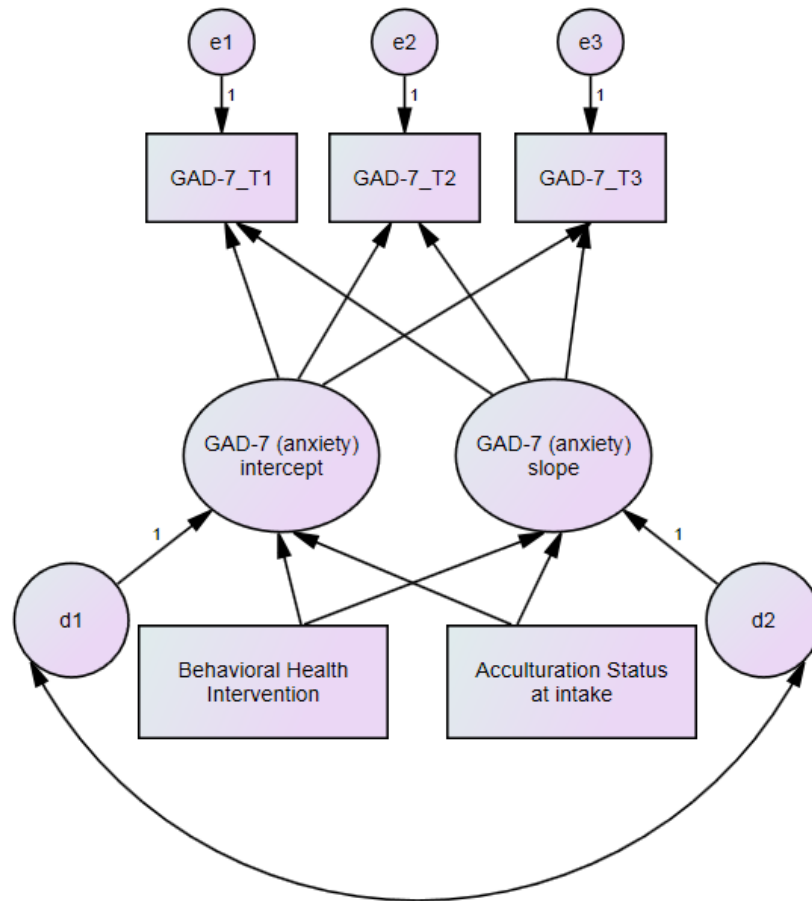 e1
e2
e3
1
1
1
GAD-7_T1
GAD-7_T2
GAD-7_T3
GAD-7 (anxiety)
intercept
GAD-7 (anxiety)
slope
1
1
d1
d2
Behavioral Health
Intervention
Acculturation Status
at intake